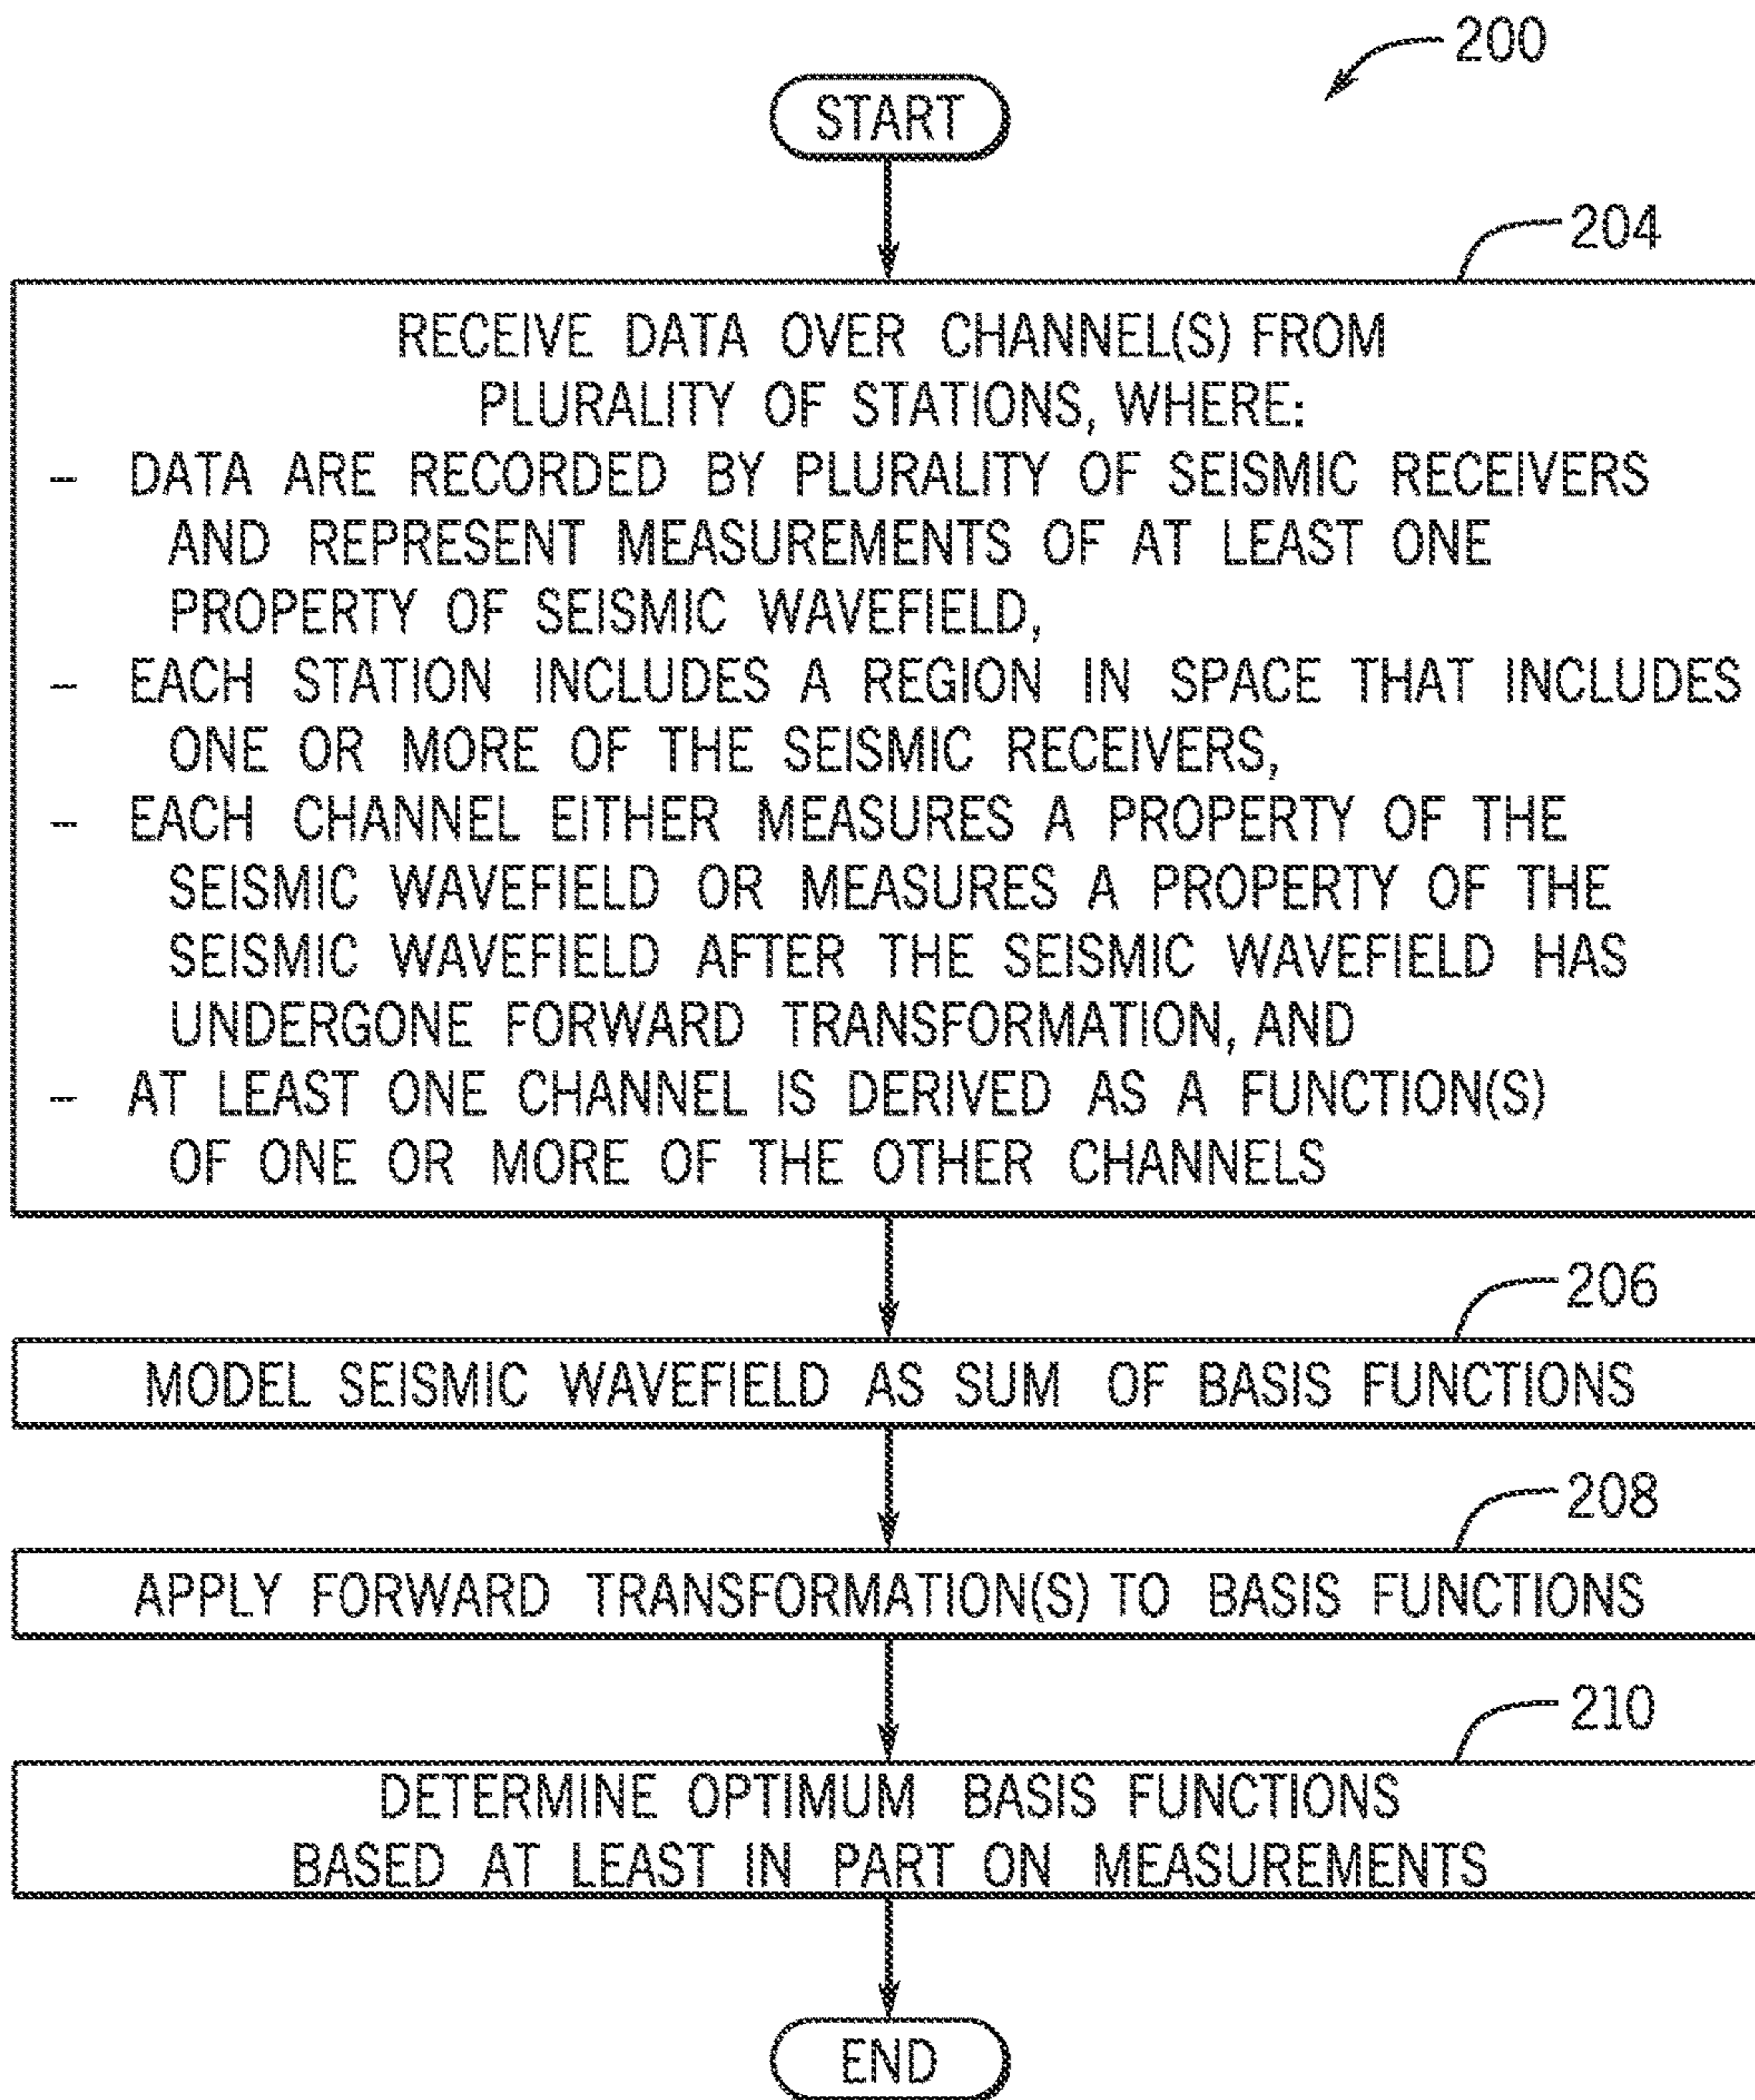 200
START
204
RECEIVE DATA OVER CHANNEL(S) FROM
PLURALITY OF STATIONS, WHERE:
- DATA ARE RECORDED BY PLURALITY OF SEISMIC RECEIVERS
AND REPRESENT MEASUREMENTS OF AT LEAST ONE
PROPERTY OF SEISMIC WAVEFIELD,
- EACH STATION INCLUDES A REGION IN SPACE THAT INCLUDES
ONE OR MORE OF THE SEISMIC RECEIVERS,
- EACH CHANNEL EITHER MEASURES A PROPERTY OF THE
SEISMIC WAVEFIELD OR MEASURES A PROPERTY OF THE
SEISMIC WAVEFIELD AFTER THE SEISMIC WAVEFIELD HAS
UNDERGONE FORWARD TRANSFORMATION, AND
- AT LEAST ONE CHANNEL IS DERIVED AS A FUNCTION(S)
OF ONE OR MORE OF THE OTHER CHANNELS
206
MODEL SEISMIC WAVEFIELD AS SUM OF BASIS FUNCTIONS
208
APPLY FORWARD TRANSFORMATION(S) TO BASIS FUNCTIONS
210
DETERMINE OPTIMUM BASIS FUNCTIONS
BASED AT LEAST IN PART ON MEASUREMENTS
END